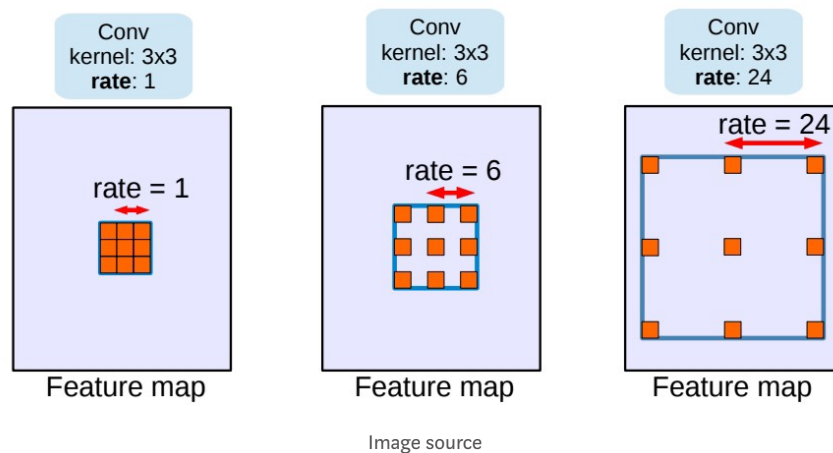 Conv
kernel: 3x3
rate: 1
Conv
kernel: 3x3
rate: 6
Conv
kernel: 3x3
rate: 24
rate = 1
rate = 6
rate = 24
Feature map
Feature map
Feature map
Image source